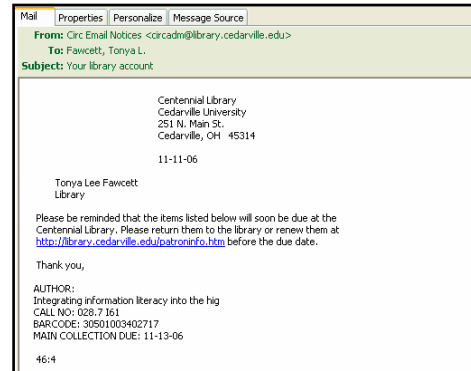 Mail Properties Personalize Message Source
From: Circ Email Notices <circadm@library.cedarville.edu>
To: Fawcett, Tonya L.
Subject: Your library account
Centennial Library
Cedarville University
251 N. Main St.
Cedarville, OH 45314
11-11-06
Tonya Lee Fawcett
Library
Please be reminded that the items listed below will soon be due at the
Centennial Library. Please return them to the library or renew them at
http://library.cedarville.edu/patroninfo.htm before the due date.
Thank you,
AUTHOR:
Integrating information literacy into the hig
CALL NO: 028.7 I61
BARCODE: 30501003402717
MAIN COLLECTION DUE: 11-13-06
46:4